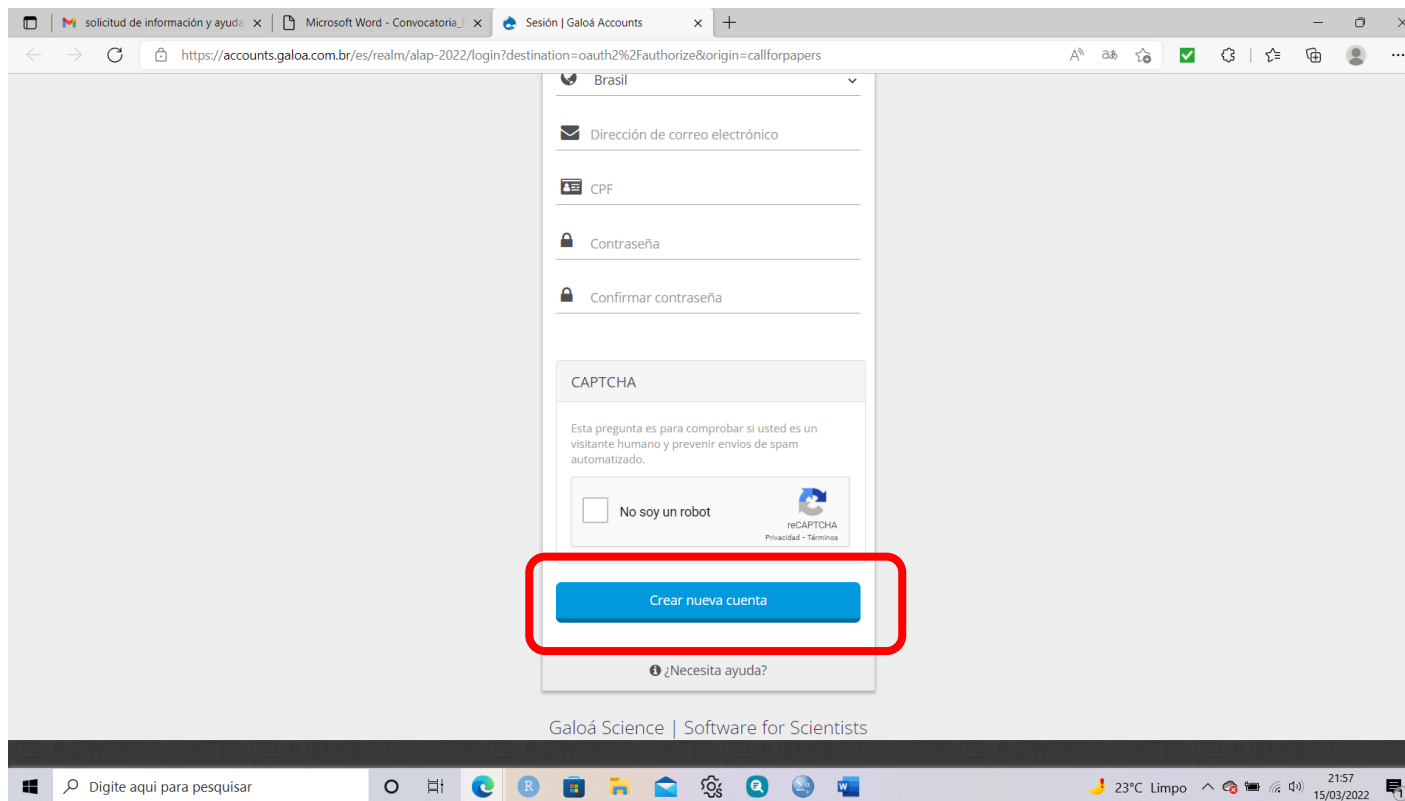 solicitud de información y ayuda
Microsoft Word - Convocatoria_
Sesión | Galoá Accounts
https://accounts.galoa.com.br/es/realm/alap-2022/login?destination=oauth2%2Fauthorize&origin=callforpapers
Brasil
Dirección de correo electrónico
CPF
Contraseña
Confirmar contraseña
CAPTCHA
Esta pregunta es para comprobar si usted es un
visitante humano y prevenir envíos de spam
automatizado.
No soy un robot
reCAPTCHA
Privacidad - Términos
Crear nueva cuenta
¿Necesita ayuda?
Galoá Science | Software for Scientists
Digite aqui para pesquisar
23°C Limpo
21:57
15/03/2022